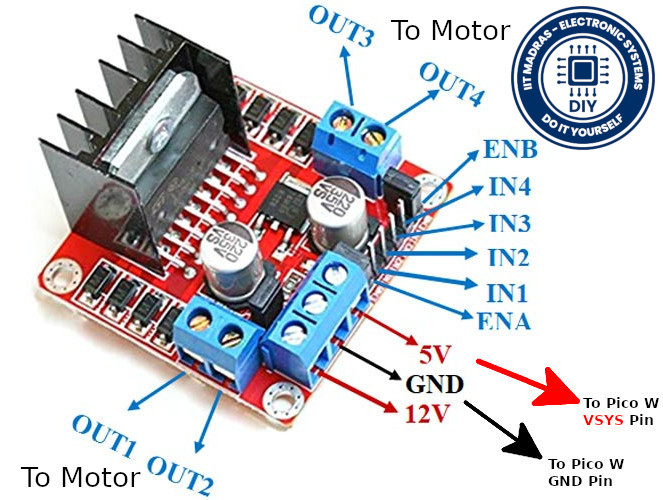 OUT3
To Motor
OUT4
IIT MADRAS - ELECTRONIC SYSTEMS
DIY
DO IT YOURSELF
ENB
IN4
IN3
IN2
IN1
ENA
5V
GND
12V
To Pico W
VSYS Pin
To Pico W
GND Pin
OUT1
OUT2
To Motor